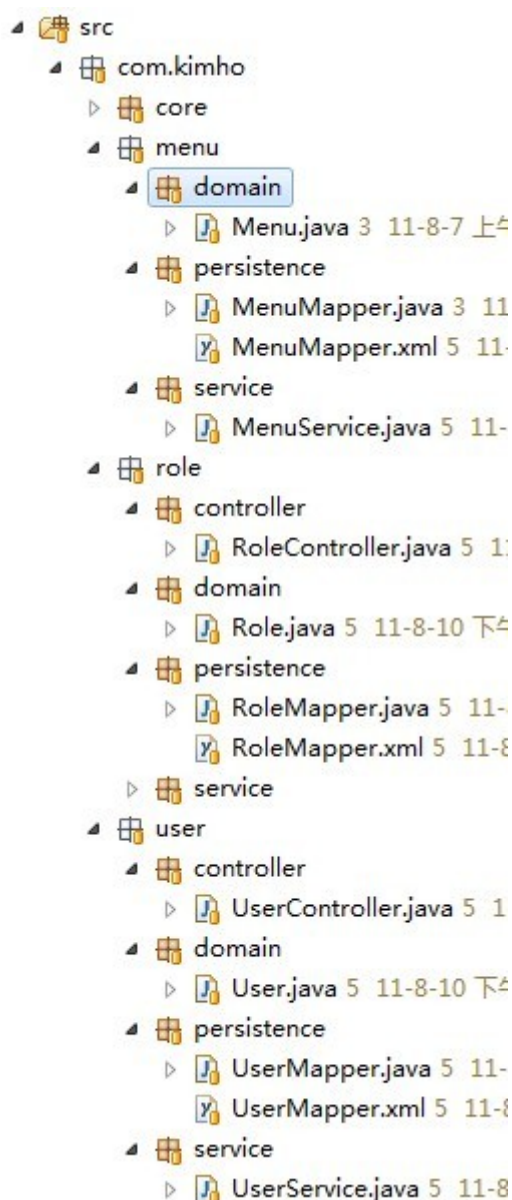 src
com.kimho
core
menu
domain
Menu.java 3 11-8-7 上午
persistence
MenuMapper.java 3 11
MenuMapper.xml 5 11-
service
MenuService.java 5 11-
role
controller
RoleController.java 5 11
domain
Role.java 5 11-8-10 下午
persistence
RoleMapper.java 5 11-
RoleMapper.xml 5 11-8
service
user
controller
UserController.java 5 1
domain
User.java 5 11-8-10 下午
persistence
UserMapper.java 5 11-
UserMapper.xml 5 11-8
service
UserService.java 5 11-8